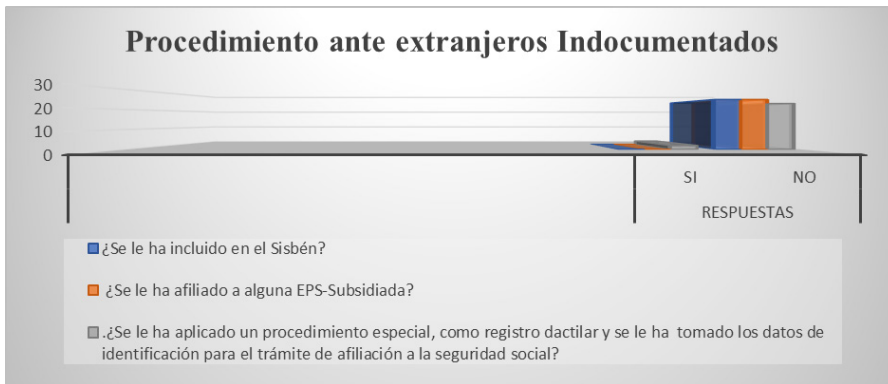 Procedimiento ante extranjeros Indocumentados
30
20
10
0
SI NO
RESPUESTAS
¿Se le ha incluido en el Sisbén?
¿Se le ha afiliado a alguna EPS-Subsidiada?
.¿Se le ha aplicado un procedimiento especial, como registro dactilar y se le ha tomado los datos de
identificación para el trámite de afiliación a la seguridad social?